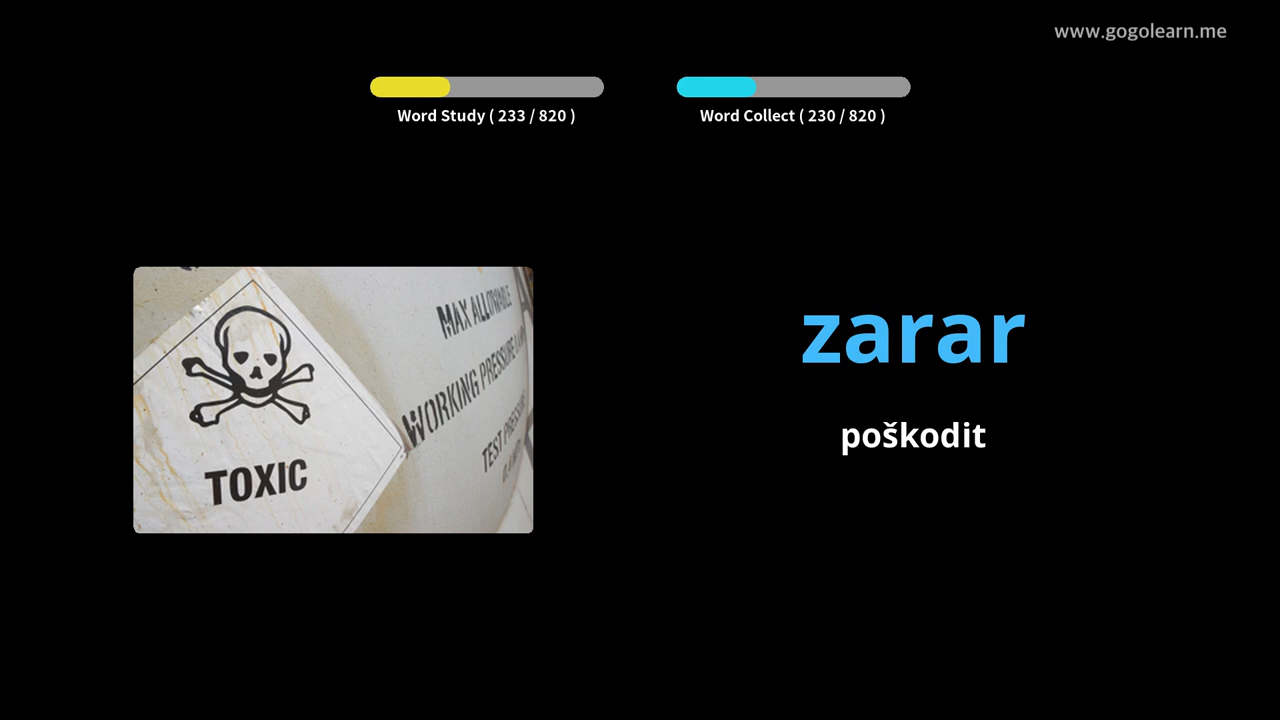 www.gogolearn.me
Word Study ( 233 / 820 )
Word Collect ( 230 / 820 )
zarar
poškodit
MAX ALLOWABLE
WORKING PRESSURE
TEST PRESSURE
TOXIC